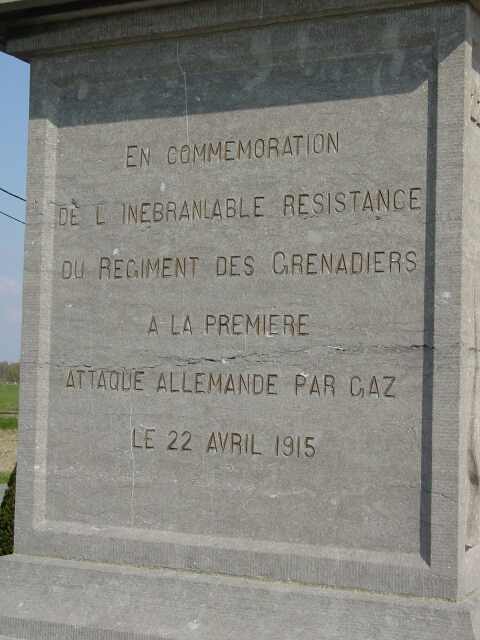 EN COMMEMORATION
DE L INEBRANLABLE RESISTANCE
DU REGIMENT DES GRENADIERS
A LA PREMIERE
ATTAQUE ALLEMANDE PAR GAZ
LE 22 AVRIL 1915